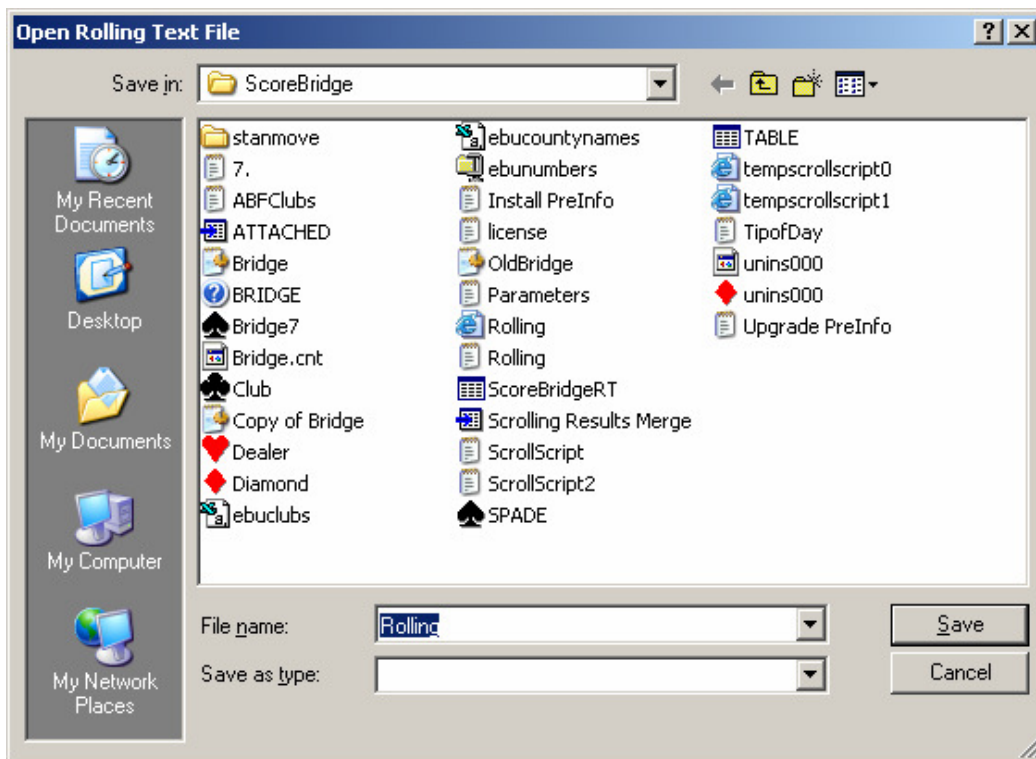 Open Rolling Text File
Save in: ScoreBridge
My Recent Documents
Desktop
My Documents
My Computer
My Network Places
stanmove
7.
ABFClubs
ATTACHED
Bridge
BRIDGE
Bridge7
Bridge.cnt
Club
Copy of Bridge
Dealer
Diamond
ebuclubs
ebucountynames
ebunumbers
Install PreInfo
license
OldBridge
Parameters
Rolling
Rolling
ScoreBridgeRT
Scrolling Results Merge
ScrollScript
ScrollScript2
SPADE
TABLE
tempscrollscript0
tempscrollscript1
TipofDay
unins000
unins000
Upgrade PreInfo
File name: Rolling
Save
Save as type:
Cancel